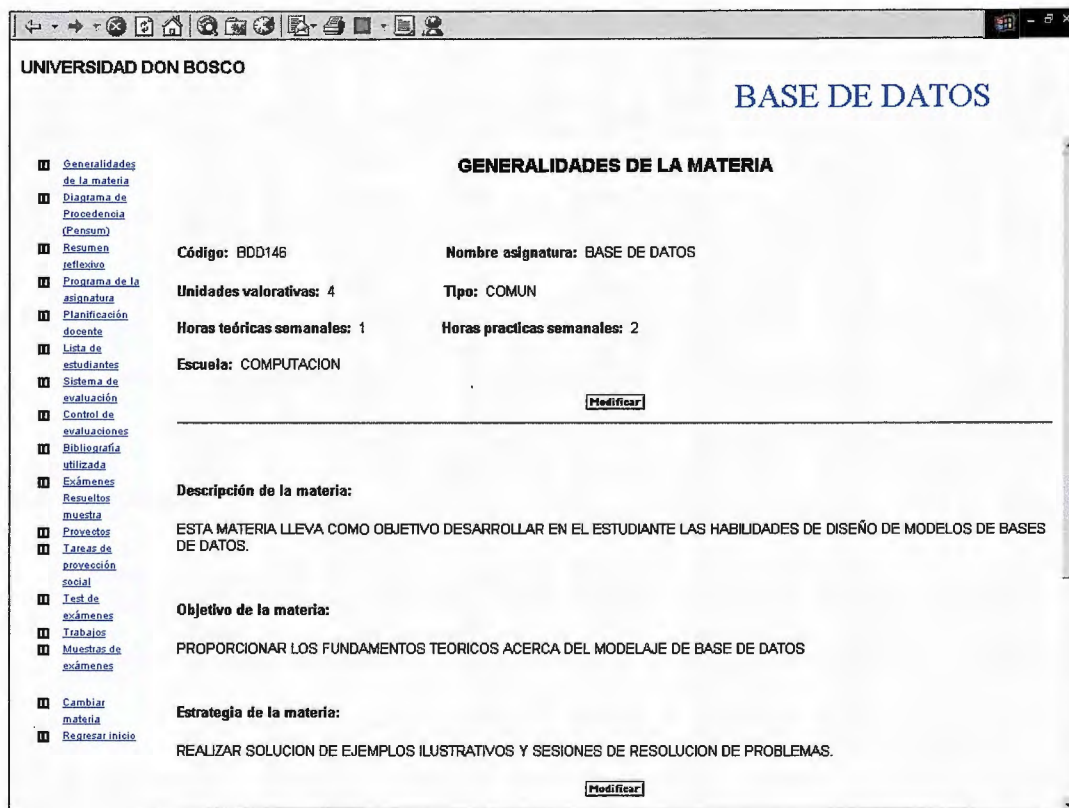 UNIVERSIDAD DON BOSCO
BASE DE DATOS
Generalidades
de la materia
Diagrama de
Procedencia
(Pensum)
Resumen
reflexivo
Programa de la
asignatura
Planificación
docente
Lista de
estudiantes
Sistema de
evaluación
Control de
evaluaciones
Bibliografía
utilizada
Exámenes
Resueltos
muestra
Proyectos
Tareas de
proyección
social
Test de
exámenes
Trabajos
Muestras de
exámenes
Cambiar
materia
Regresar inicio
GENERALIDADES DE LA MATERIA
Código: BDD146 Nombre asignatura: BASE DE DATOS
Unidades valorativas: 4 Tipo: COMUN
Horas teóricas semanales: 1 Horas practicas semanales: 2
Escuela: COMPUTACION
Modificar
Descripción de la materia:
ESTA MATERIA LLEVA COMO OBJETIVO DESARROLLAR EN EL ESTUDIANTE LAS HABILIDADES DE DISEÑO DE MODELOS DE BASES
DE DATOS.
Objetivo de la materia:
PROPORCIONAR LOS FUNDAMENTOS TEORICOS ACERCA DEL MODELAJE DE BASE DE DATOS
Estrategia de la materia:
REALIZAR SOLUCION DE EJEMPLOS ILUSTRATIVOS Y SESIONES DE RESOLUCION DE PROBLEMAS.
Modificar